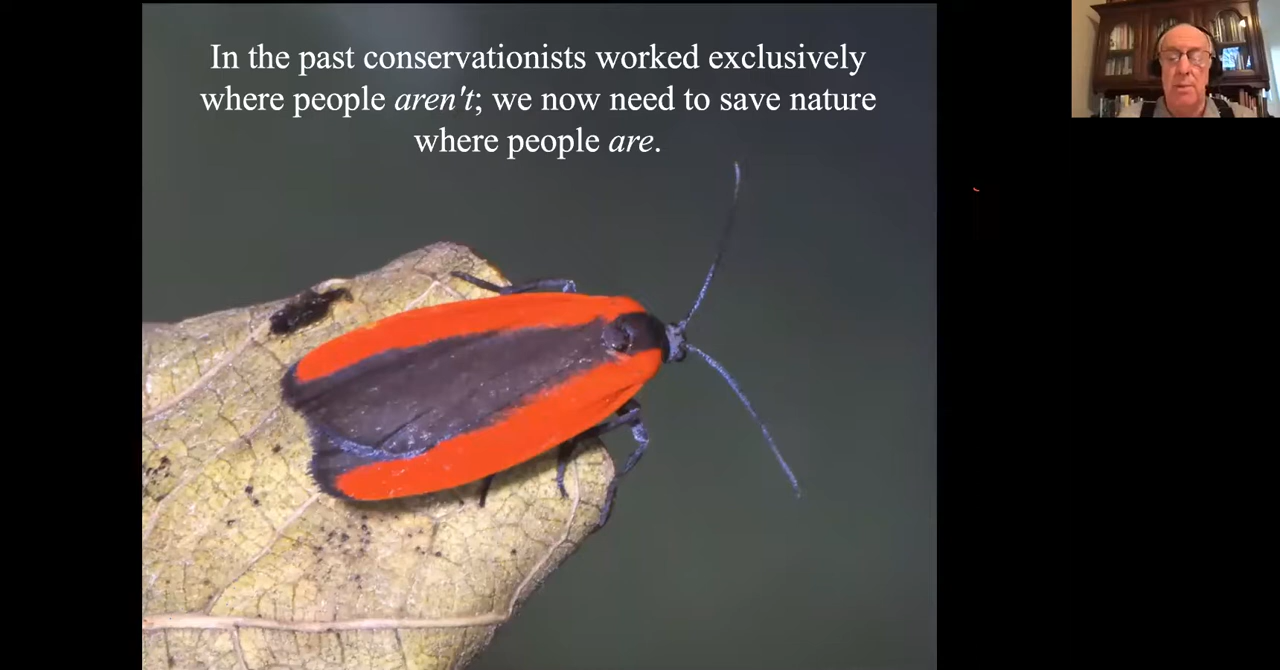 In the past conservationists worked exclusively
where people aren't; we now need to save nature
where people are.